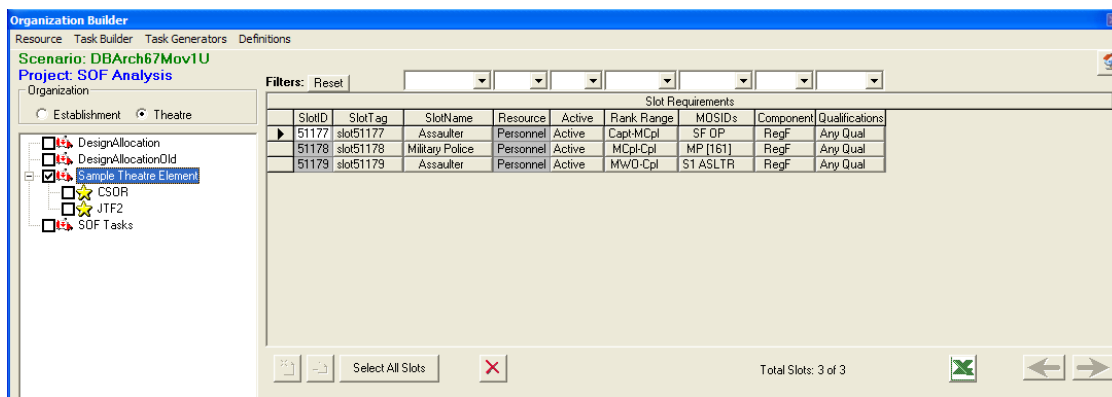 Organization Builder
Resource Task Builder Task Generators Definitions
Scenario: DBArch67Mov1U
Project: SOF Analysis
Organization
Establishment Theatre
DesignAllocation
DesignAllocationOld
Sample Theatre Element
CSOR
JTF2
SOF Tasks
Filters: Reset
Slot Requirements
SlotID SlotTag SlotName Resource Active Rank Range MOSIDs Component Qualifications
51177 slot51177 Assaulter Personnel Active Capt-MCpl SF OP RegF Any Qual
51178 slot51178 Military Police Personnel Active MCpl-Cpl MP [161] RegF Any Qual
51179 slot51179 Assaulter Personnel Active MWO-Cpl S1 ASLTR RegF Any Qual
Select All Slots
Total Slots: 3 of 3